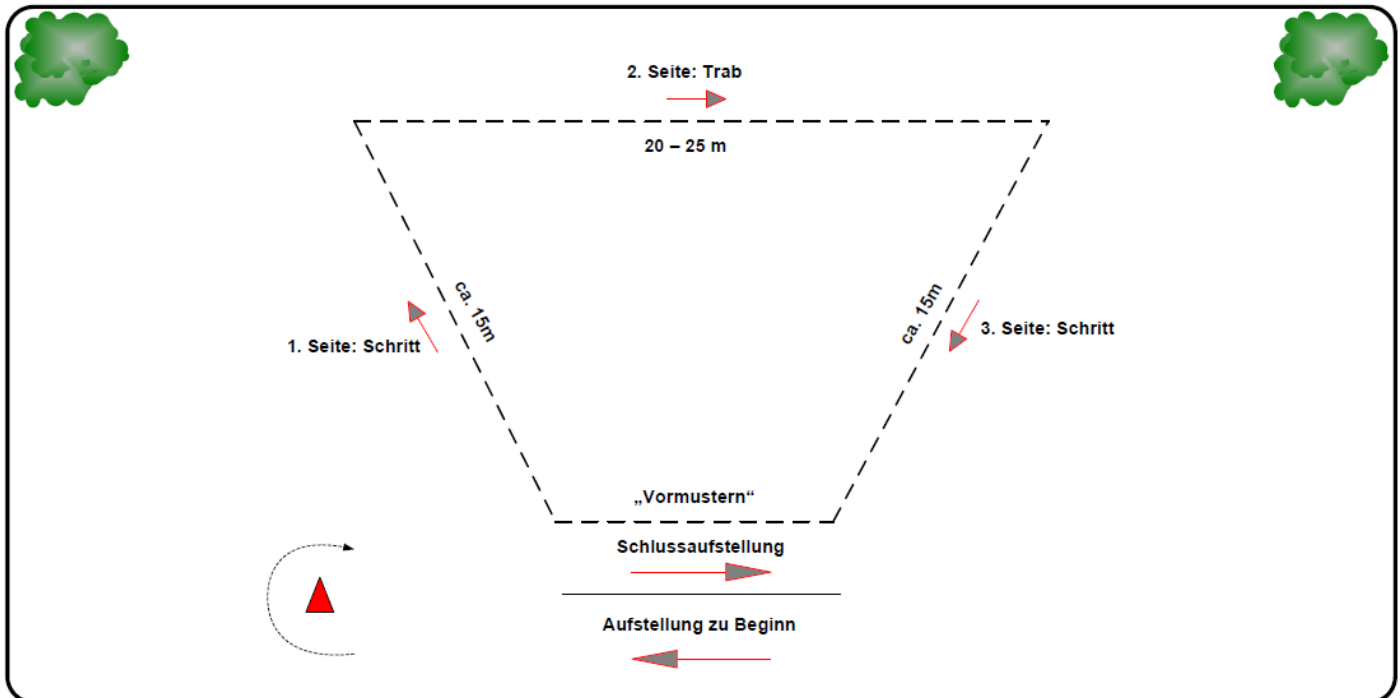 2. Seite: Trab
20 – 25 m
ca. 15m
ca. 15m
1. Seite: Schritt
3. Seite: Schritt
„Vormustern“
Schlussaufstellung
Aufstellung zu Beginn